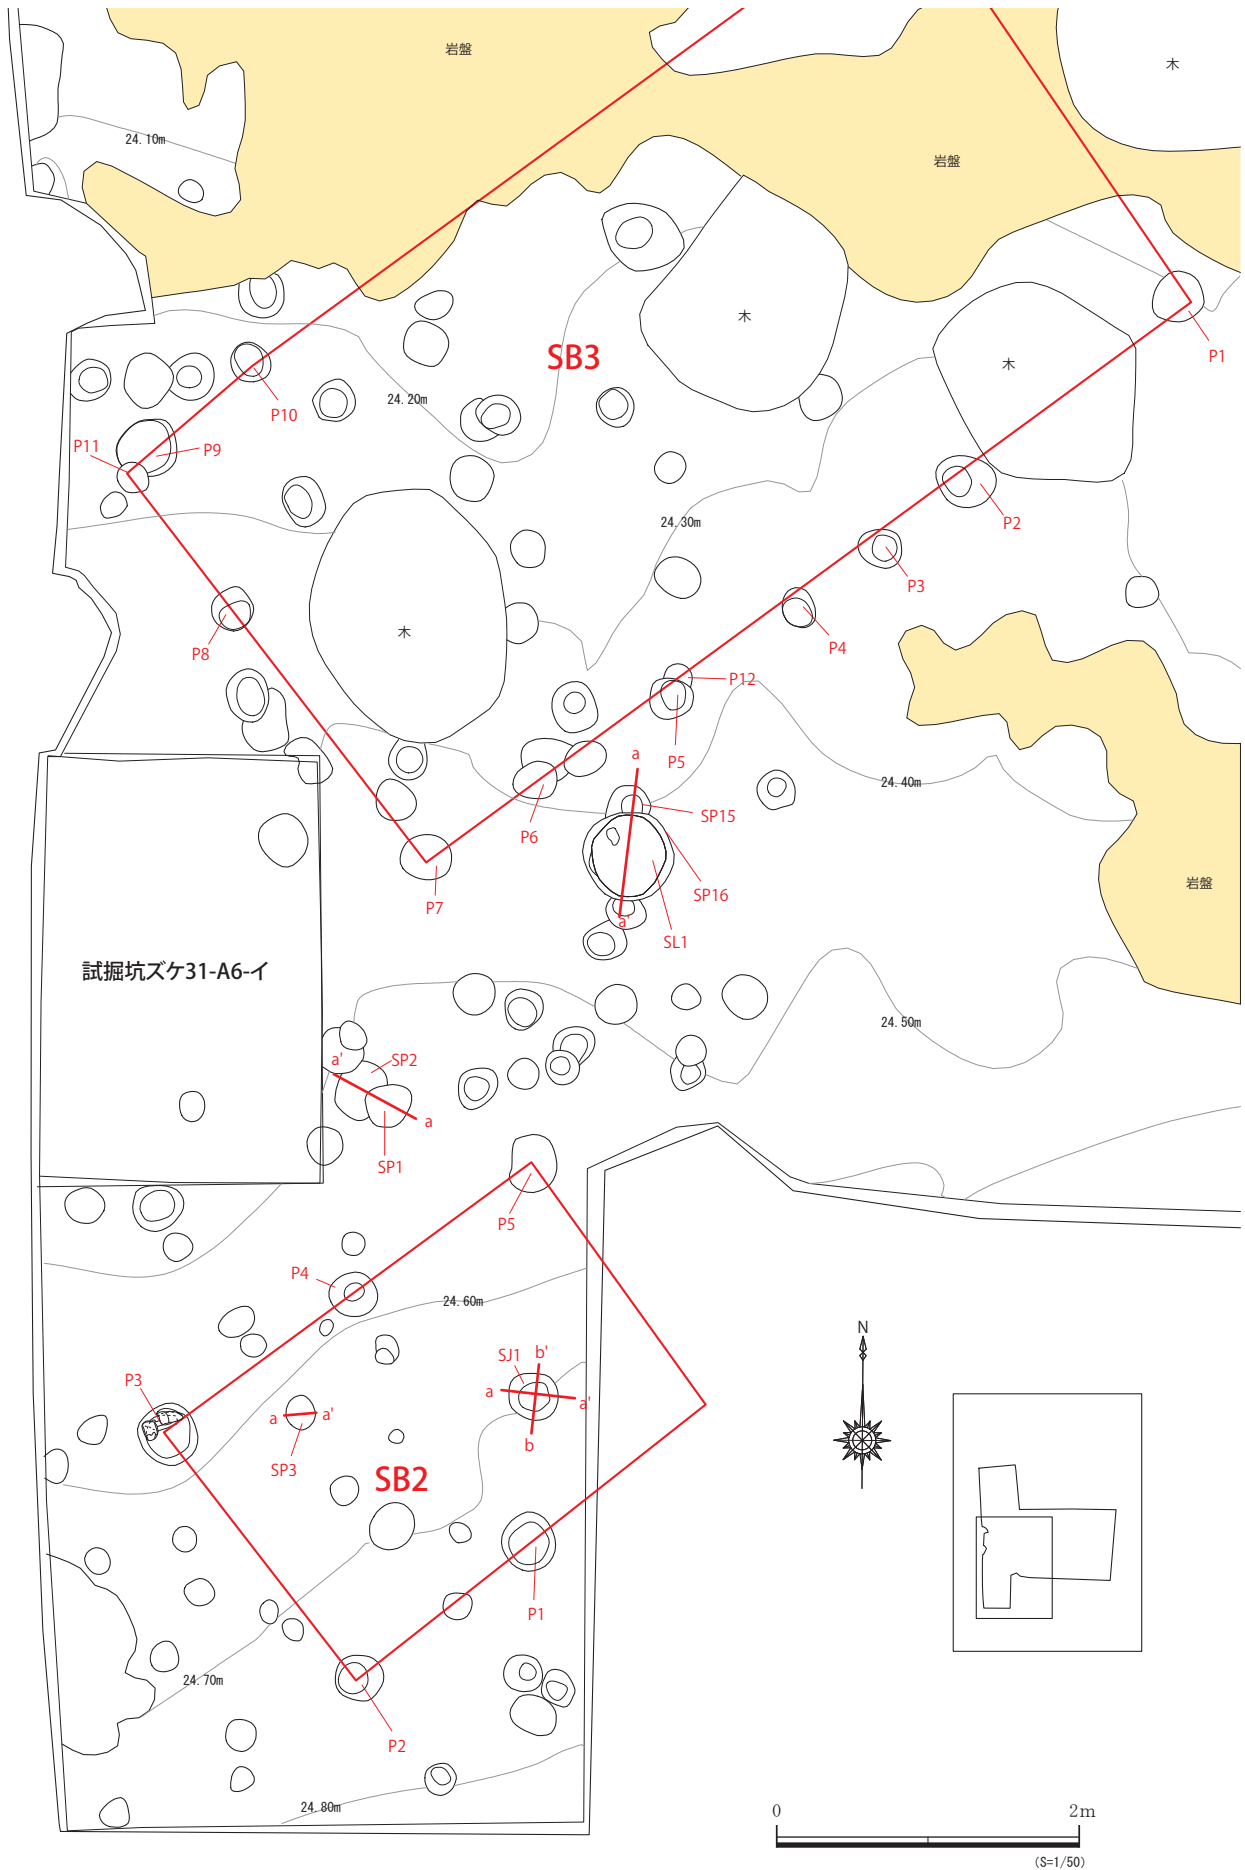 岩盤
木
24.10m
岩盤
木
SB3
木
P1
24.20m
P10
P11
P9
24.30m
P2
P3
P4
木
P8
P12
P5
a
24.40m
SP15
P6
岩盤
SP16
P7
a'
SL1
試掘坑ズケ31-A6-イ
24.50m
a'
SP2
a
SP1
P5
P4
24.60m
N
SJ1
b'
P3
a
a'
a
a'
b
SP3
SB2
P1
24.70m
P2
24.80m
0
2m
(S=1/50)